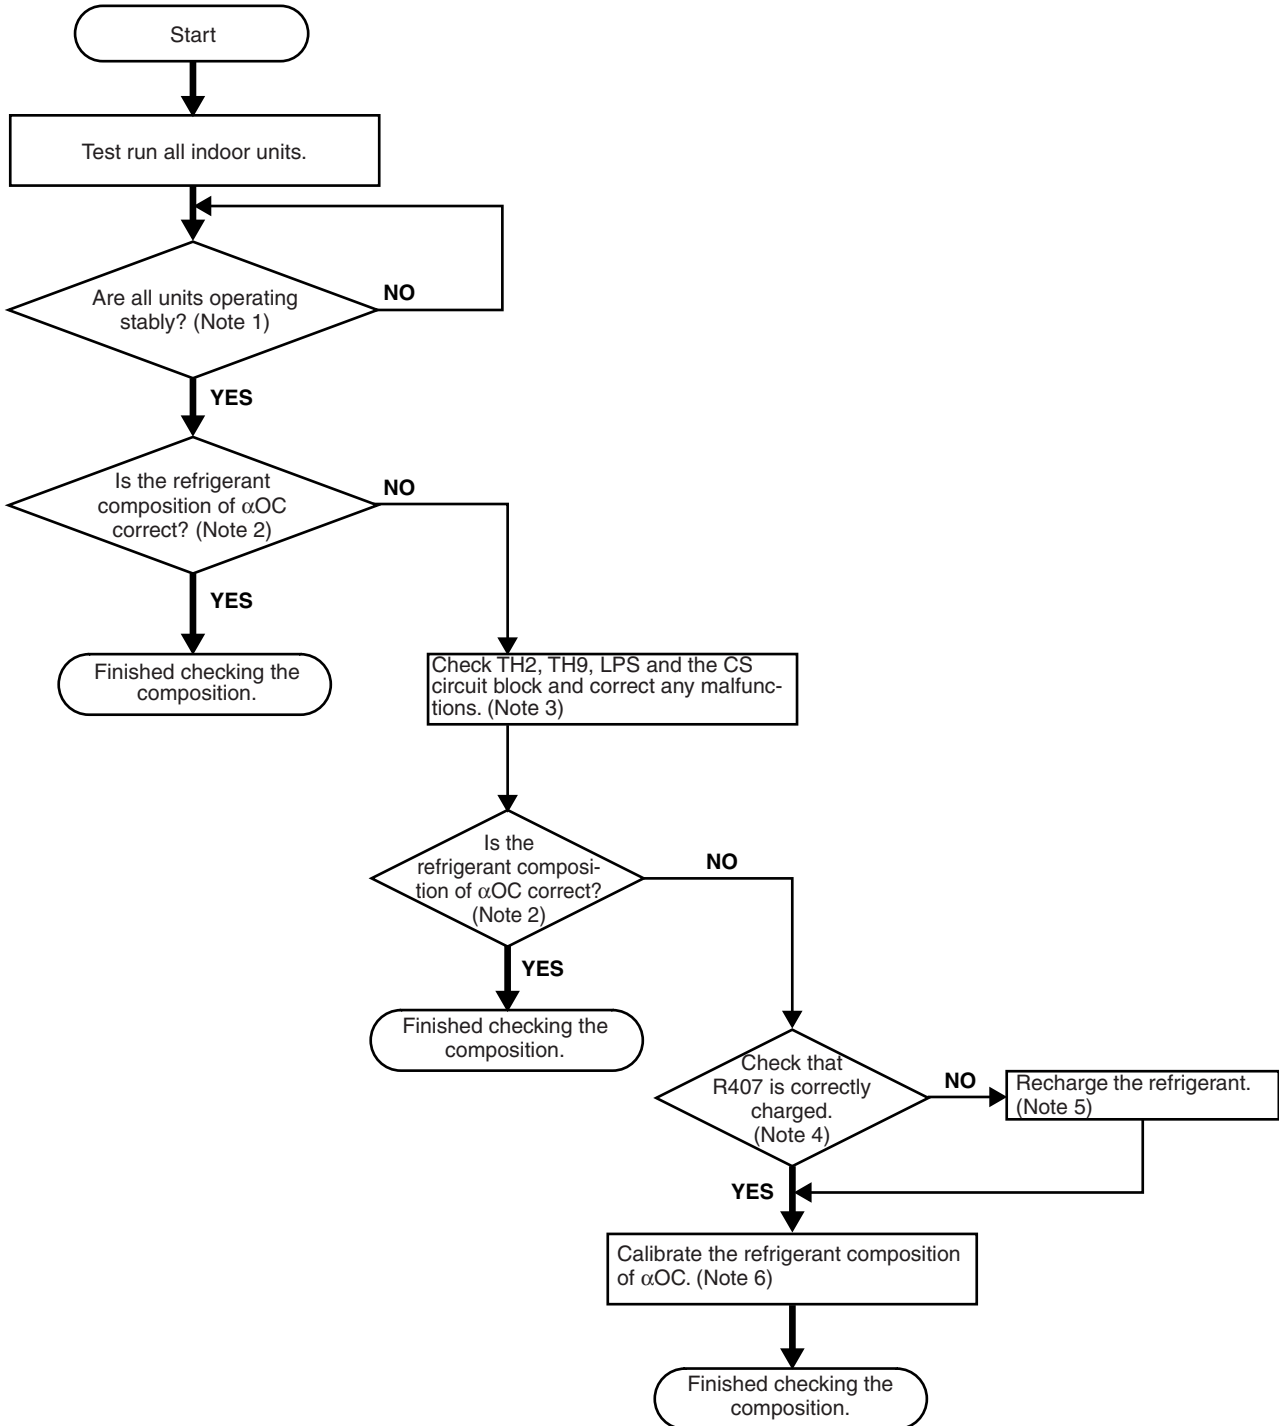 Start
Test run all indoor units.
Are all units operating
stably? (Note 1)
NO
YES
Is the refrigerant
composition of αOC
correct? (Note 2)
NO
YES
Finished checking the
composition.
Check TH2, TH9, LPS and the CS
circuit block and correct any malfunc-
tions. (Note 3)
Is the
refrigerant composi-
tion of αOC correct?
(Note 2)
NO
YES
Finished checking the
composition.
Check that
R407 is correctly
charged.
(Note 4)
NO
Recharge the refrigerant.
(Note 5)
YES
Calibrate the refrigerant composition
of αOC. (Note 6)
Finished checking the
composition.